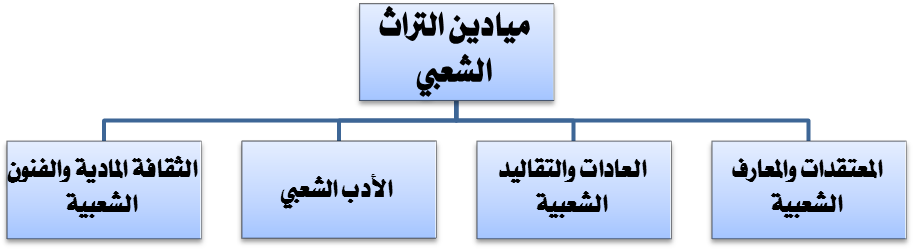 ميادين التراث
الشعبي
المعتقدات والمعارف
الشعبية
العادات والتقاليد
الشعبية
الأدب الشعبي
الثقافة المادية والفنون
الشعبية